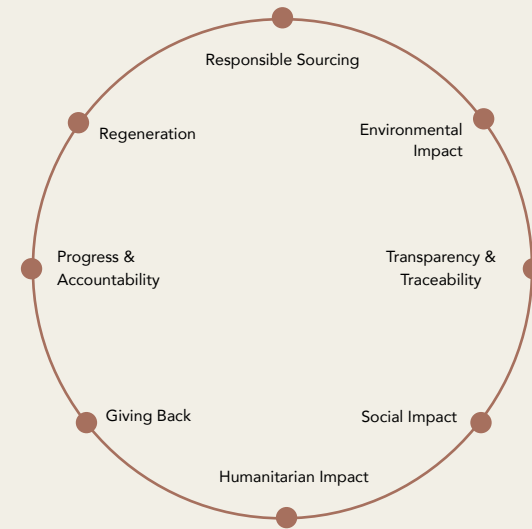 Responsible Sourcing
Environmental
Impact
Transparency &
Traceability
Social Impact
Humanitarian Impact
Giving Back
Progress &
Accountability
Regeneration